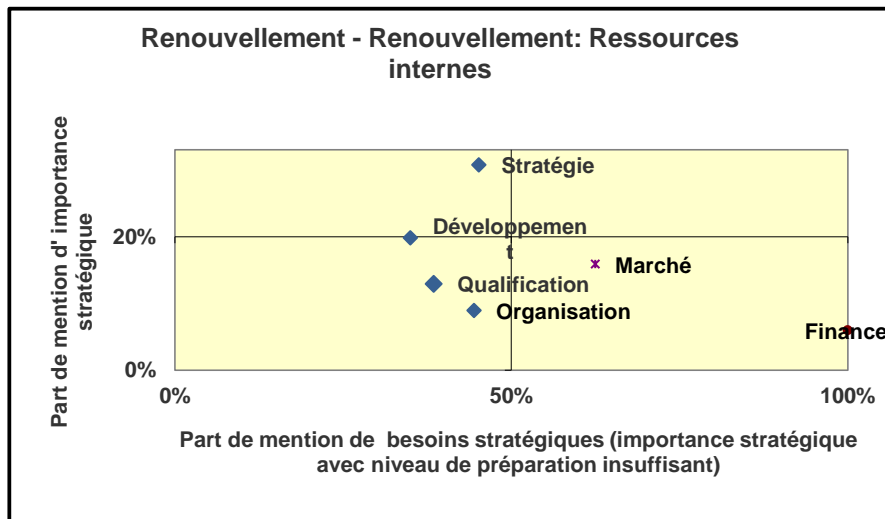 Renouvellement - Renouvellement: Ressources
internes
Part de mention d' importance
stratégique
20%
0%
Stratégie
Développemen
t
Marché
Qualification
Organisation
Finance
0%
50%
100%
Part de mention de besoins stratégiques (importance stratégique
avec niveau de préparation insuffisant)